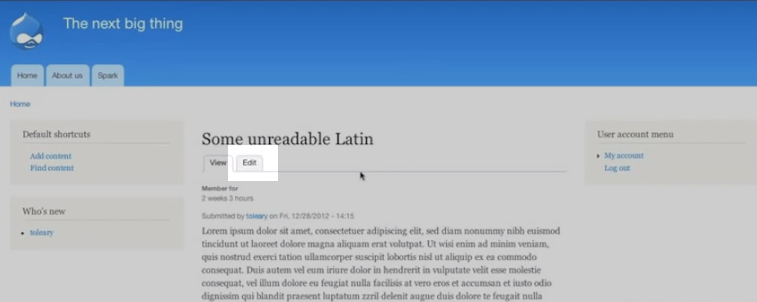 The next big thing
Home
About us
Spark
Home
Default shortcuts
Add content
Find content
Who's new
toleary
Some unreadable Latin
View
Edit
Member for
2 weeks 3 hours
Submitted by toleary on Fri, 12/28/2012 - 14:15
Lorem ipsum dolor sit amet, consectetuer adipiscing elit, sed diam nonummy nibh euismod
tincidunt ut laoreet dolore magna aliquam erat volutpat. Ut wisi enim ad minim veniam,
quis nostrud exerci tation ullamcorper suscipit lobortis nisl ut aliquip ex ea commodo
consequat. Duis autem vel eum iriure dolor in hendrerit in vulputate velit esse molestie
consequat, vel illum dolore eu feugiat nulla facilisis at vero eros et accumsan et iusto odio
dignissim qui blandit praesent luptatum zzril delenit augue duis dolore te feugait nulla
User account menu
My account
Log out